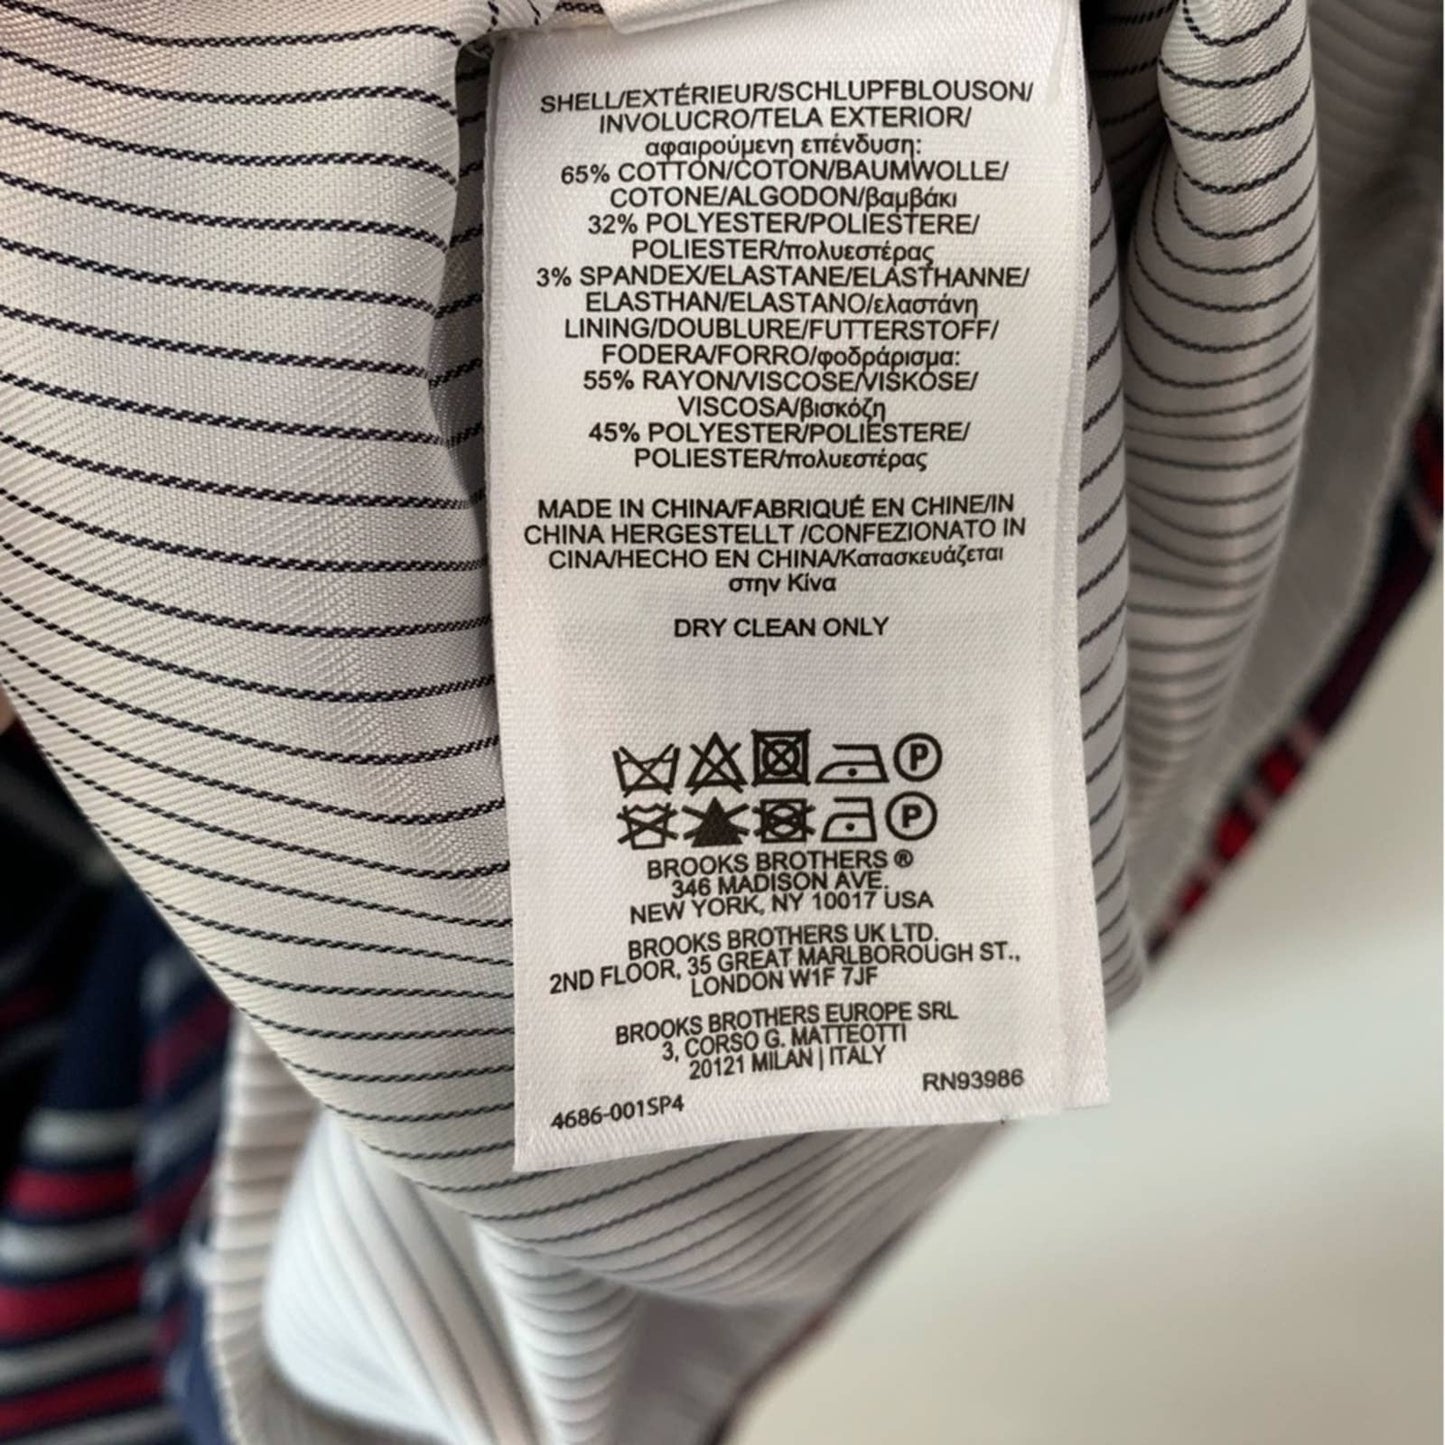 SHELL/EXTÉRIEUR/SCHLUPFBLOUSON/
INVOLUCRO/TELA EXTERIOR/
αφαιρούμενη επένδυση:
65% COTTON/COTON/BAUMWOLLE/
COTONE/ALGODON/βαμβάκι
32% POLYESTER/POLIESTERE/
POLIESTER/πολυεστέρας
3% SPANDEX/ELASTANE/ELASTHANNE/
ELASTHAN/ELASTANO/ελαστάνη
LINING/DOUBLURE/FUTTERSTOFF/
FODERA/FORRO/φοδράρισμα:
55% RAYON/VISCOSE/VISKOSE/
VISCOSA/βισκόζη
45% POLYESTER/POLIESTERE/
POLIESTER/πολυεστέρας
MADE IN CHINA/FABRIQUÉ EN CHINE/IN
CHINA HERGESTELLT /CONFEZIONATO IN
CINA/HECHO EN CHINA/Κατασκευάζεται
στην Κίνα
DRY CLEAN ONLY
P
P
BROOKS BROTHERS ®
346 MADISON AVE.
NEW YORK, NY 10017 USA
BROOKS BROTHERS UK LTD.
2ND FLOOR, 35 GREAT MARLBOROUGH ST.,
LONDON W1F 7JF
BROOKS BROTHERS EUROPE SRL
3, CORSO G. MATTEOTTI
20121 MILAN | ITALY
RN93986
4686-001SP4